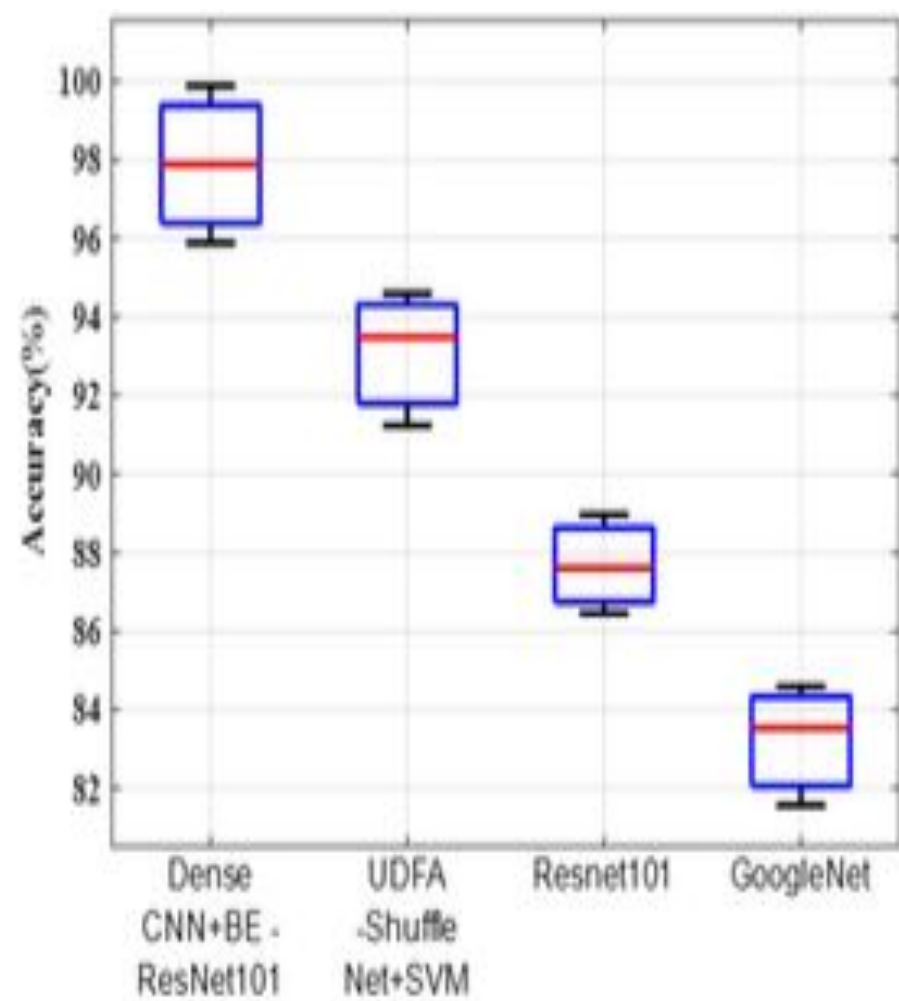 Accuracy(%)
100
98
96
94
92
90
88
86
84
82
Dense
CNN+BE -
ResNet101
UDFA
-Shuffle
Net+SVM
Resnet101
GoogleNet